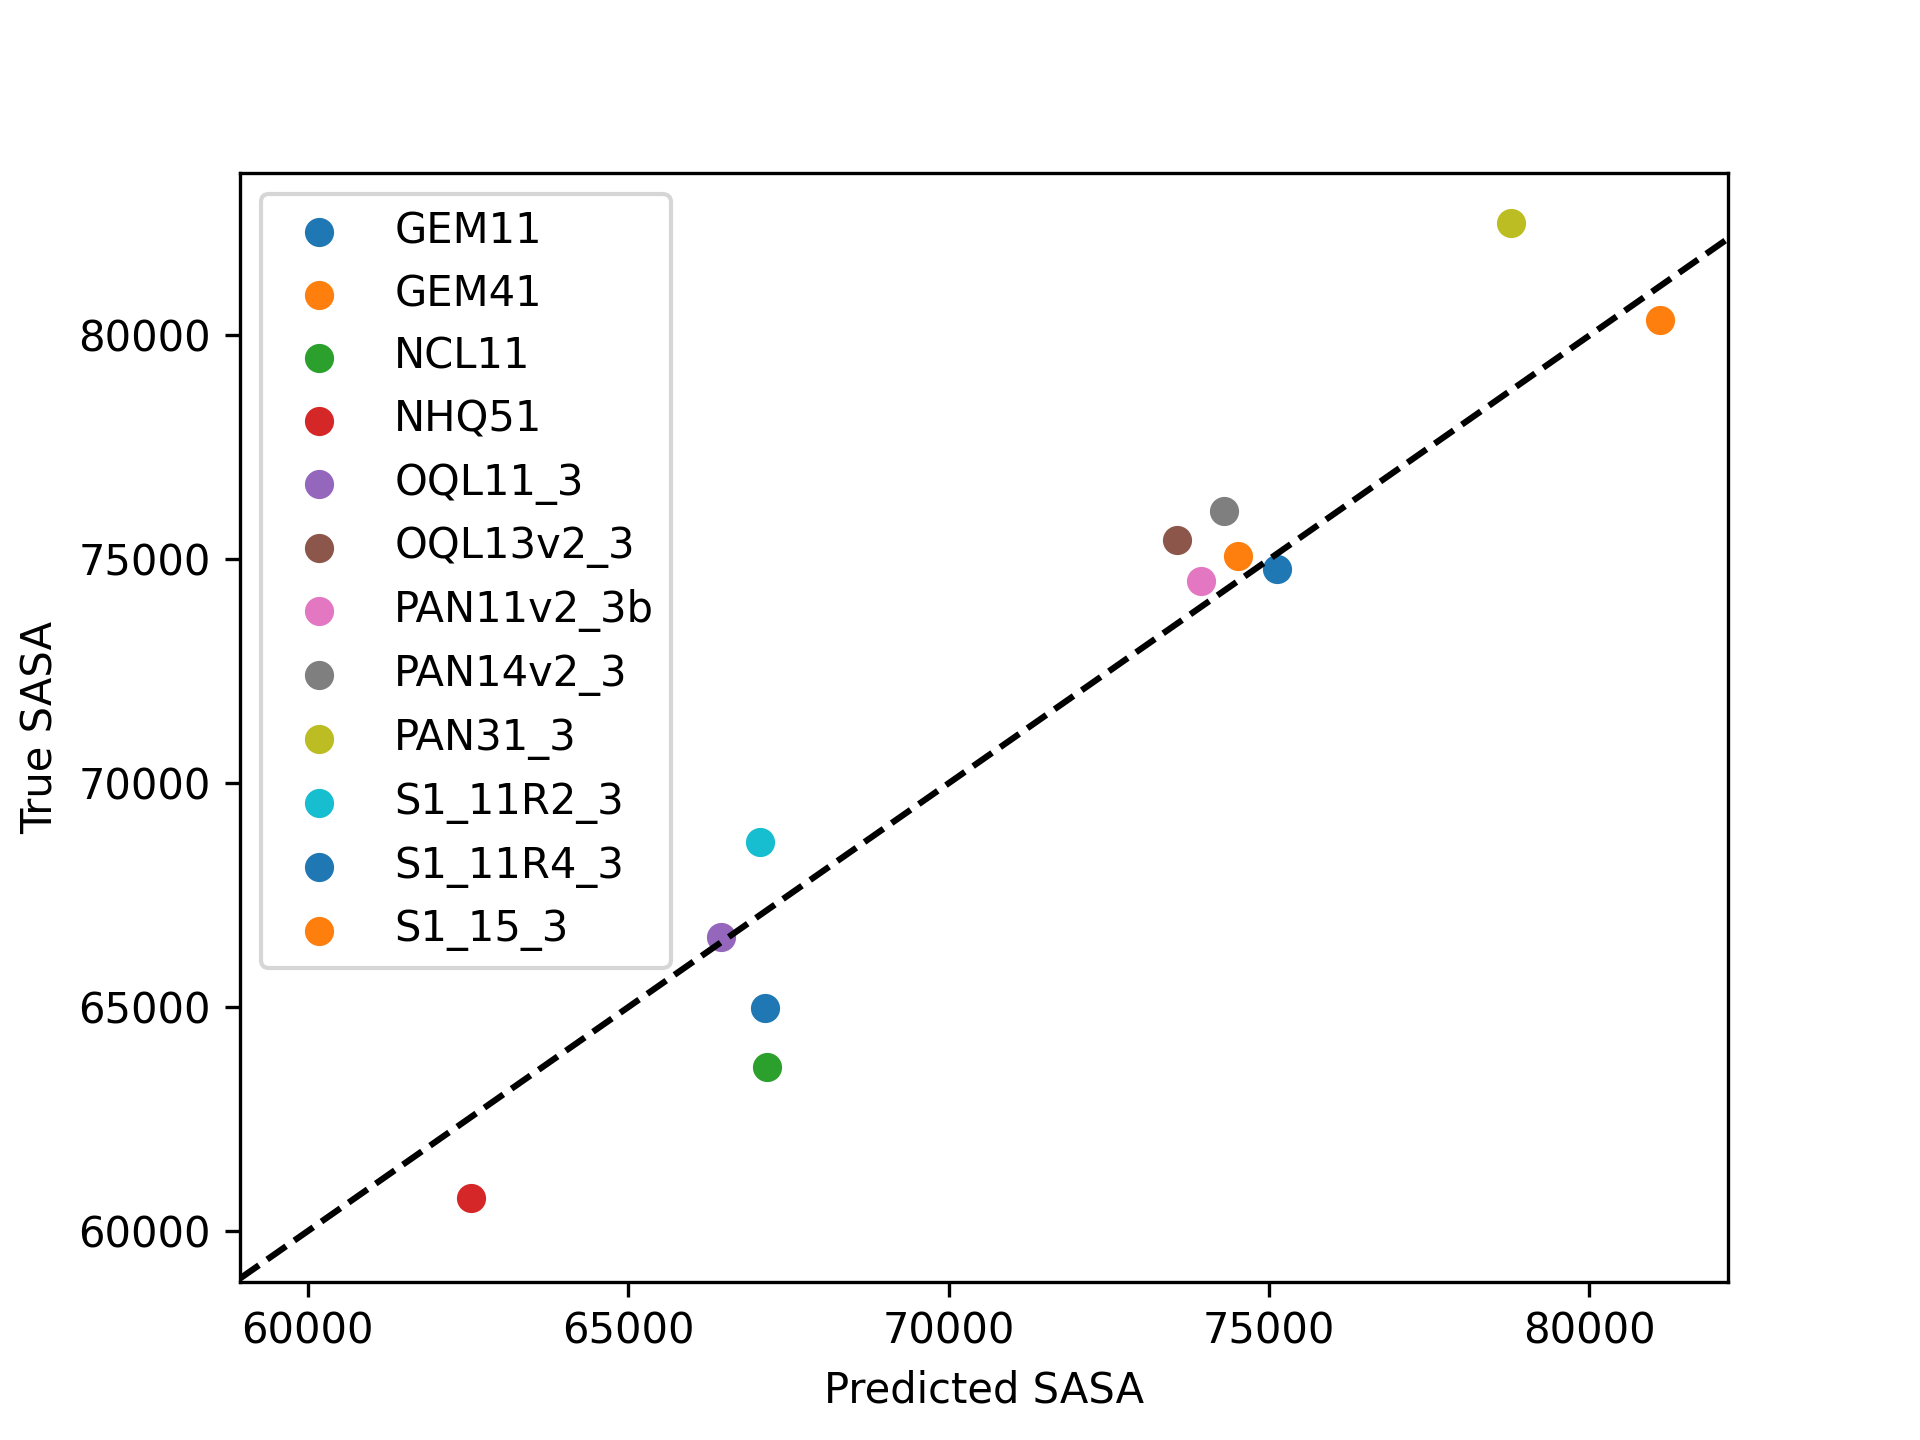 GEM11
GEM41
NCL11
NHQ51
OQL11_3
OQL13v2_3
PAN11v2_3b
PAN14v2_3
PAN31_3
S1_11R2_3
S1_11R4_3
S1_15_3
80000
75000
70000
65000
60000
True SASA
60000 65000 70000 75000 80000
Predicted SASA